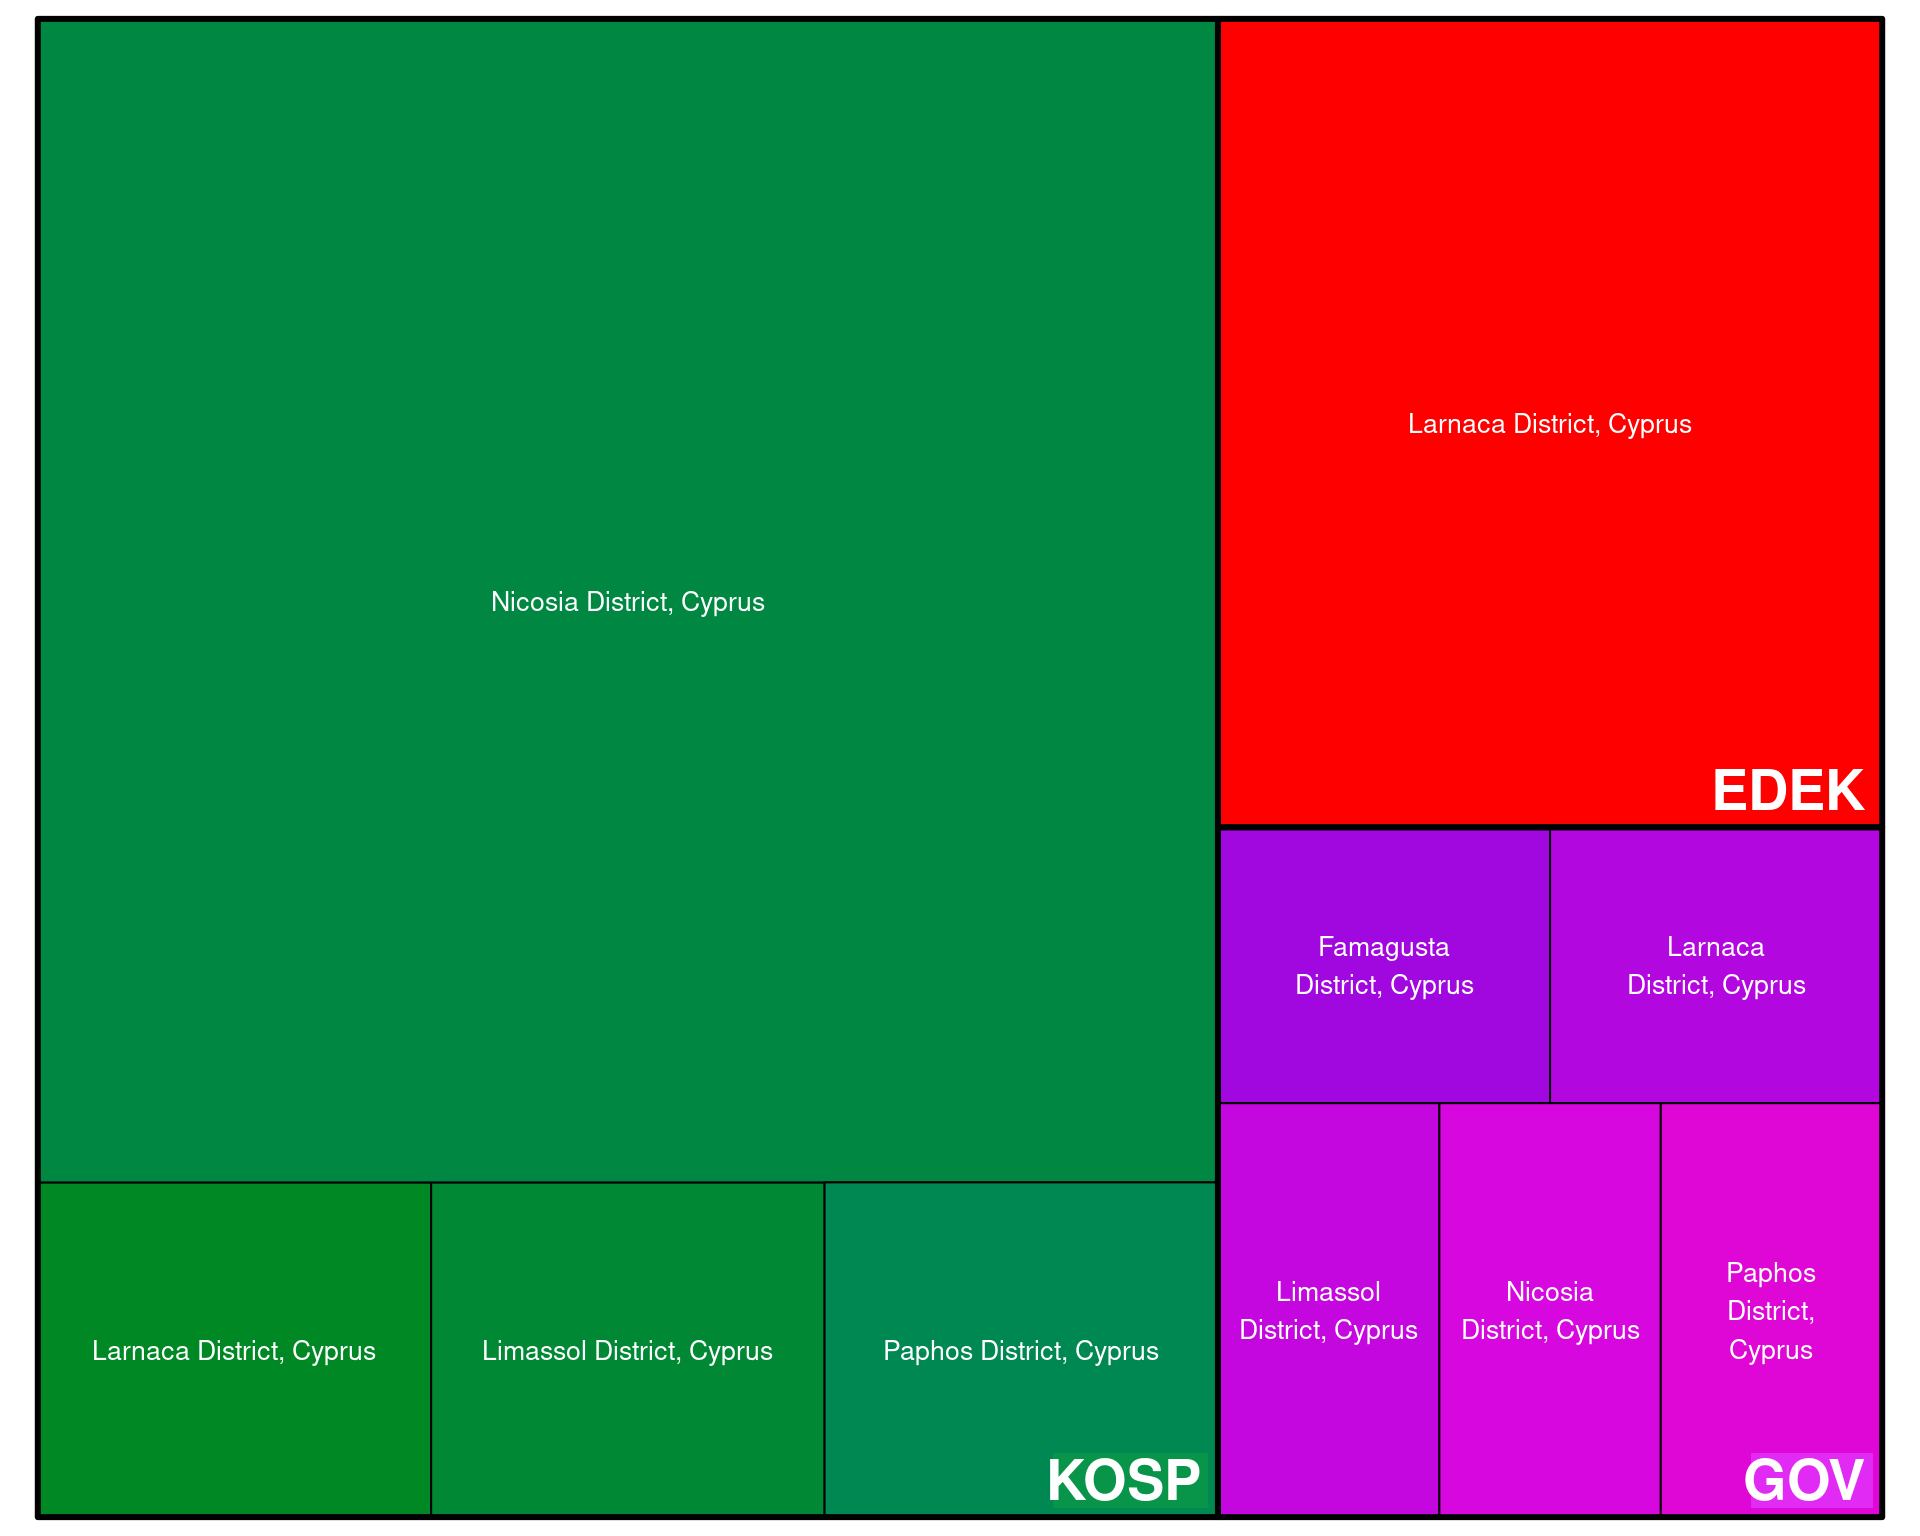 Nicosia District, Cyprus
Larnaca District, Cyprus
Limassol District, Cyprus
Paphos District, Cyprus
KOSP
Larnaca District, Cyprus
EDEK
Famagusta
District, Cyprus
Larnaca
District, Cyprus
Limassol
District, Cyprus
Nicosia
District, Cyprus
Paphos
District,
Cyprus
GOV